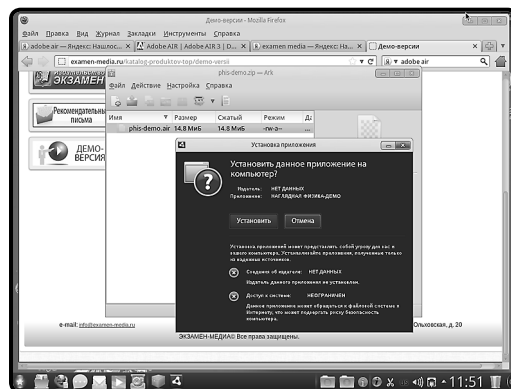 Демо-версии - Mozilla Firefox
Файл Правка Вид Журнал Закладки Инструменты Справка
adobe air — Яндекс: Нашлос...
Adobe AIR | Adobe AIR 3 | D...
examen media — Яндекс: На...
Демо-версии
examen-media.ru/katalog-produktov-top/demo-versii
adobe air
ЭКЗАМЕН
Рекомендательные
письма
ДЕМО-
ВЕРСИЯ
phis-demo.zip — Ark
Файл Действие Настройка Справка
Имя Размер Сжатый Режим
phis-demo.air 14.8 МиБ 14.8 МиБ -rw-a-- ...
Установка приложения
Установить данное приложение на
компьютер?
Издатель: НЕТ ДАННЫХ
Приложение: НАГЛЯДНАЯ ФИЗИКА-ДЕМО
Установить Отмена
Установка приложений может представлять собой угрозу для вас и
вашего компьютера. Устанавливайте приложения, полученные только
из надежных источников.
Сведения об издателе: НЕТ ДАННЫХ
Издатель данного приложения не установлен.
Доступ к системе: НЕОГРАНИЧЕН
Данное приложение может обращаться к файловой системе и
Интернету, что может подвергать риску безопасность
компьютера.
e-mail: info@examen-media.ru
Ольховская, д. 20
ЭКЗАМЕН-МЕДИА© Все права защищены.
11:51